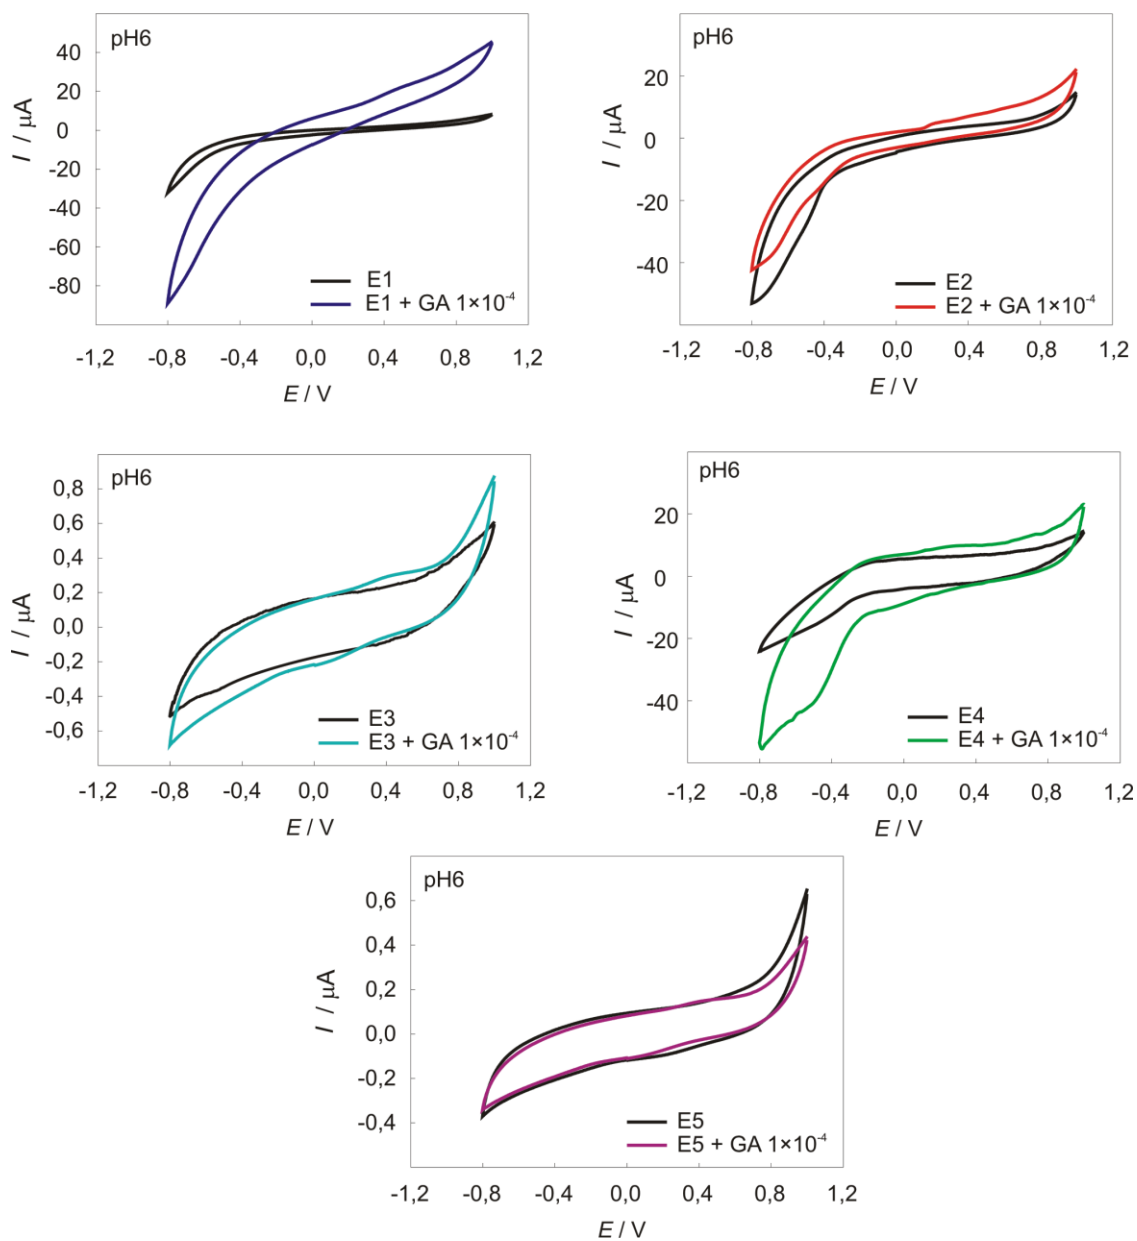 pH6
40
20
0
-20
-40
-60
-80
I / µA
E1
E1 + GA 1×10-4
-1,2 -0,8 -0,4 0,0 0,4 0,8 1,2
E / V
pH6
20
0
-20
-40
I / µA
E2
E2 + GA 1×10-4
-1,2 -0,8 -0,4 0,0 0,4 0,8 1,2
E / V
pH6
0,8
0,6
0,4
0,2
0,0
-0,2
-0,4
-0,6
I / µA
E3
E3 + GA 1×10-4
-1,2 -0,8 -0,4 0,0 0,4 0,8 1,2
E / V
pH6
20
0
-20
-40
I / µA
E4
E4 + GA 1×10-4
-1,2 -0,8 -0,4 0,0 0,4 0,8 1,2
E / V
pH6
0,6
0,4
0,2
0,0
-0,2
-0,4
I / µA
E5
E5 + GA 1×10-4
-1,2 -0,8 -0,4 0,0 0,4 0,8 1,2
E / V